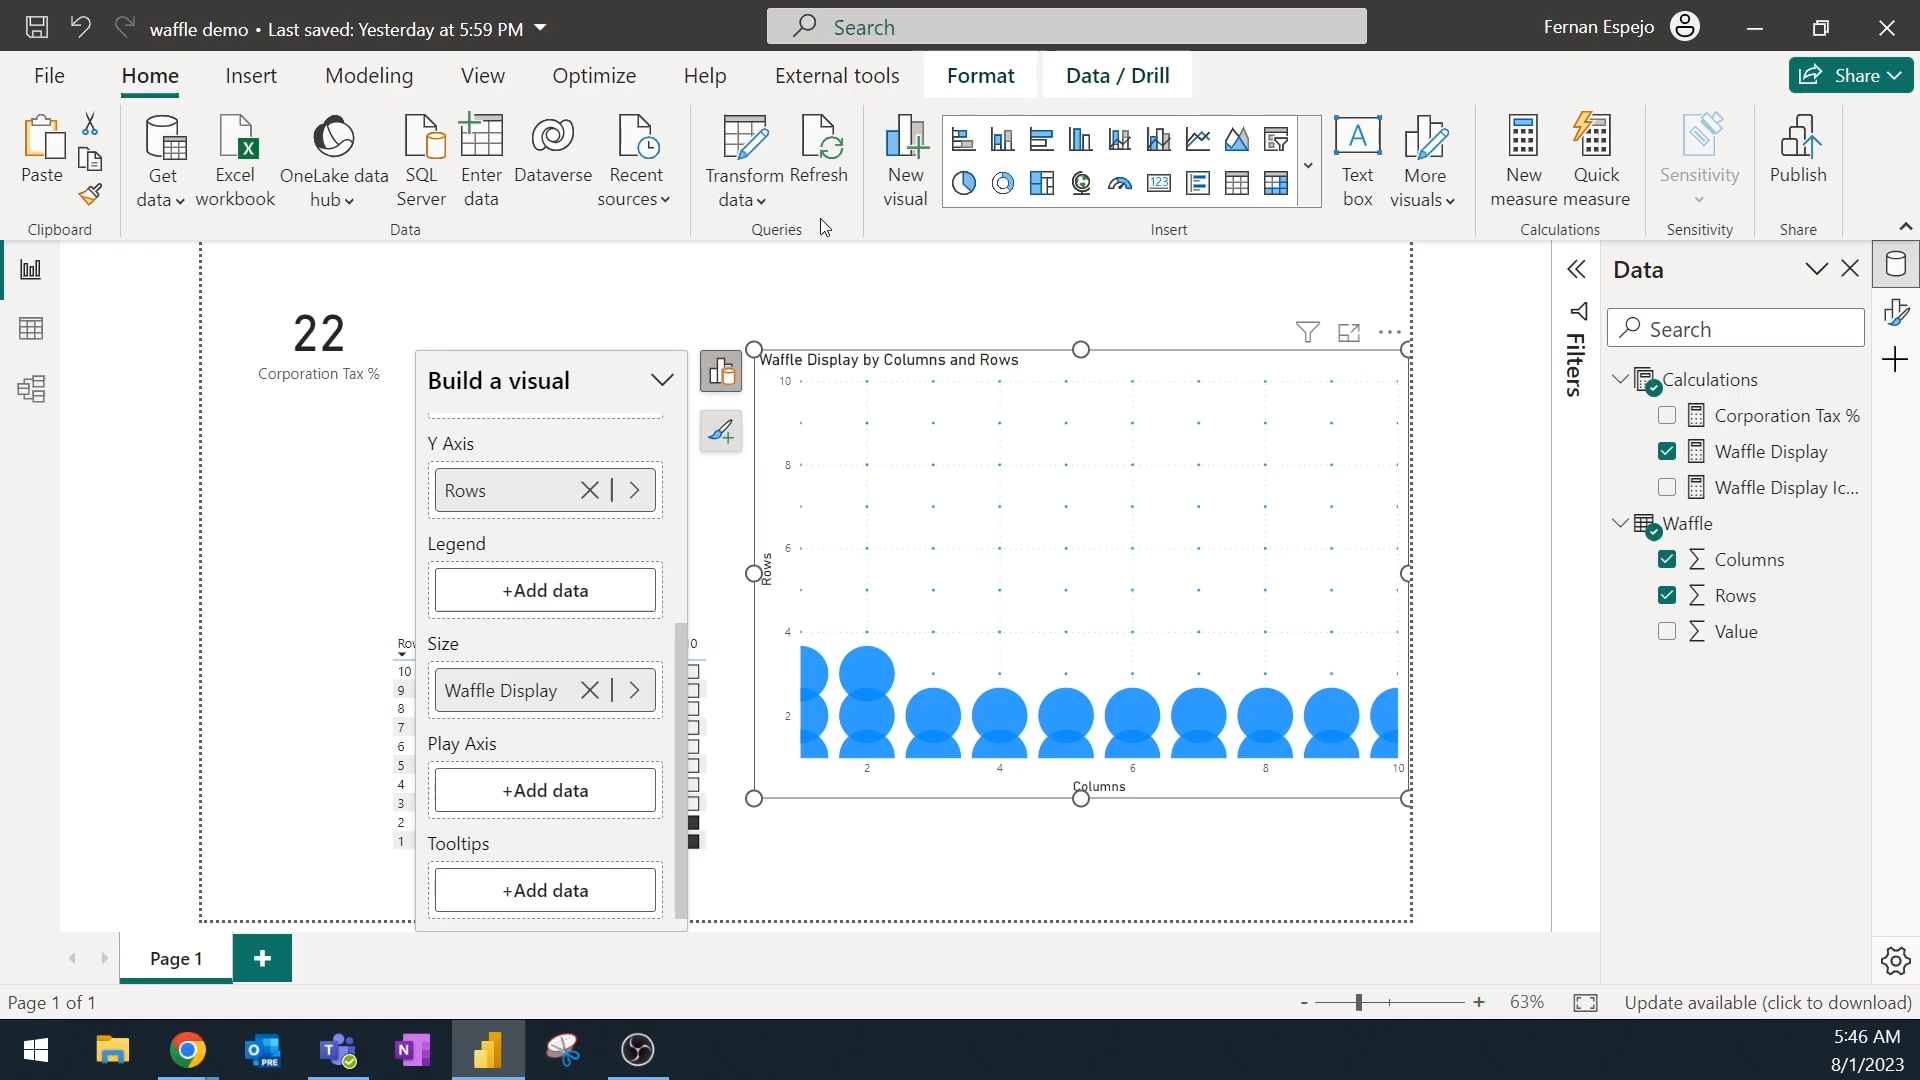 waffle demo • Last saved: Yesterday at 5:59 PM
Search
Fernan Espejo
File
Home
Insert
Modeling
View
Optimize
Help
External tools
Format
Data / Drill
Share
Paste
Get
data
Excel
workbook
OneLake data
hub
SQL
Server
Enter
data
Dataverse
Recent
sources
Transform
data
Refresh
New
visual
123
A
Text
box
More
visuals
New
measure
Quick
measure
Sensitivity
Publish
Clipboard
Data
Queries
Insert
Calculations
Sensitivity
Share
22
Corporation Tax %
Build a visual
Y Axis
Rows
Legend
+Add data
Size
Waffle Display
Play Axis
+Add data
Tooltips
+Add data
Row
10
9
8
7
6
5
4
3
2
1
0
Waffle Display by Columns and Rows
10
8
6
4
2
Rows
2
4
6
8
10
Columns
Filters
Data
Search
Calculations
Corporation Tax %
Waffle Display
Waffle Display Ic...
Waffle
Columns
Rows
Value
Page 1
Page 1 of 1
- + 63%
Update available (click to download)
PRE
N
5:46 AM
8/1/2023